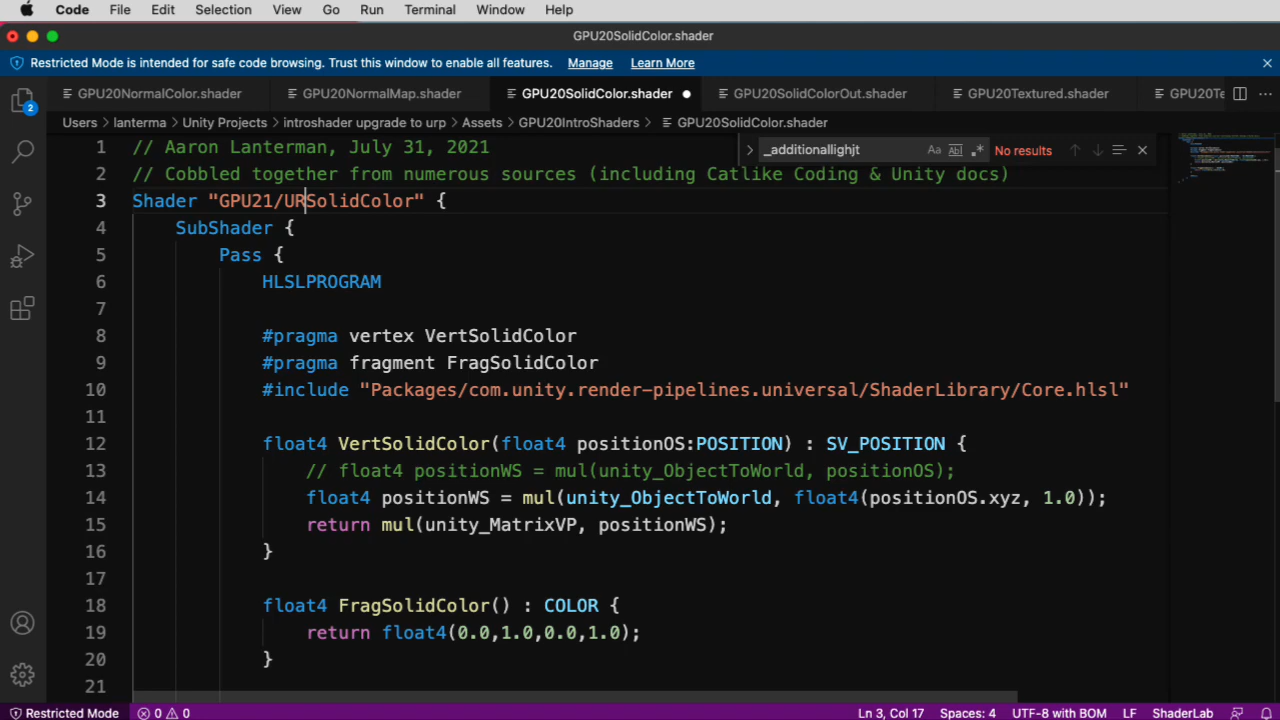 Code File Edit Selection View Go Run Terminal Window Help
GPU20SolidColor.shader
Restricted Mode is intended for safe code browsing. Trust this window to enable all features. Manage Learn More
2 GPU20NormalColor.shader GPU20NormalMap.shader GPU20SolidColor.shader GPU20SolidColorOut.shader GPU20Textured.shader GPU20Te
Users > lanterma > Unity Projects > introshader upgrade to urp > Assets > GPU20IntroShaders > GPU20SolidColor.shader
_additionallighjt Aa Ab .* No results
1 // Aaron Lanterman, July 31, 2021
2 // Cobbled together from numerous sources (including Catlike Coding & Unity docs)
3 Shader "GPU21/URSolidColor" {
4 SubShader {
5 Pass {
6 HLSLPROGRAM
7
8 #pragma vertex VertSolidColor
9 #pragma fragment FragSolidColor
10 #include "Packages/com.unity.render-pipelines.universal/ShaderLibrary/Core.hlsl"
11
12 float4 VertSolidColor(float4 positionOS:POSITION) : SV_POSITION {
13 // float4 positionWS = mul(unity_ObjectToWorld, positionOS);
14 float4 positionWS = mul(unity_ObjectToWorld, float4(positionOS.xyz, 1.0));
15 return mul(unity_MatrixVP, positionWS);
16 }
17
18 float4 FragSolidColor() : COLOR {
19 return float4(0.0,1.0,0.0,1.0);
20 }
21
Restricted Mode 0 0 Ln 3, Col 17 Spaces: 4 UTF-8 with BOM LF ShaderLab